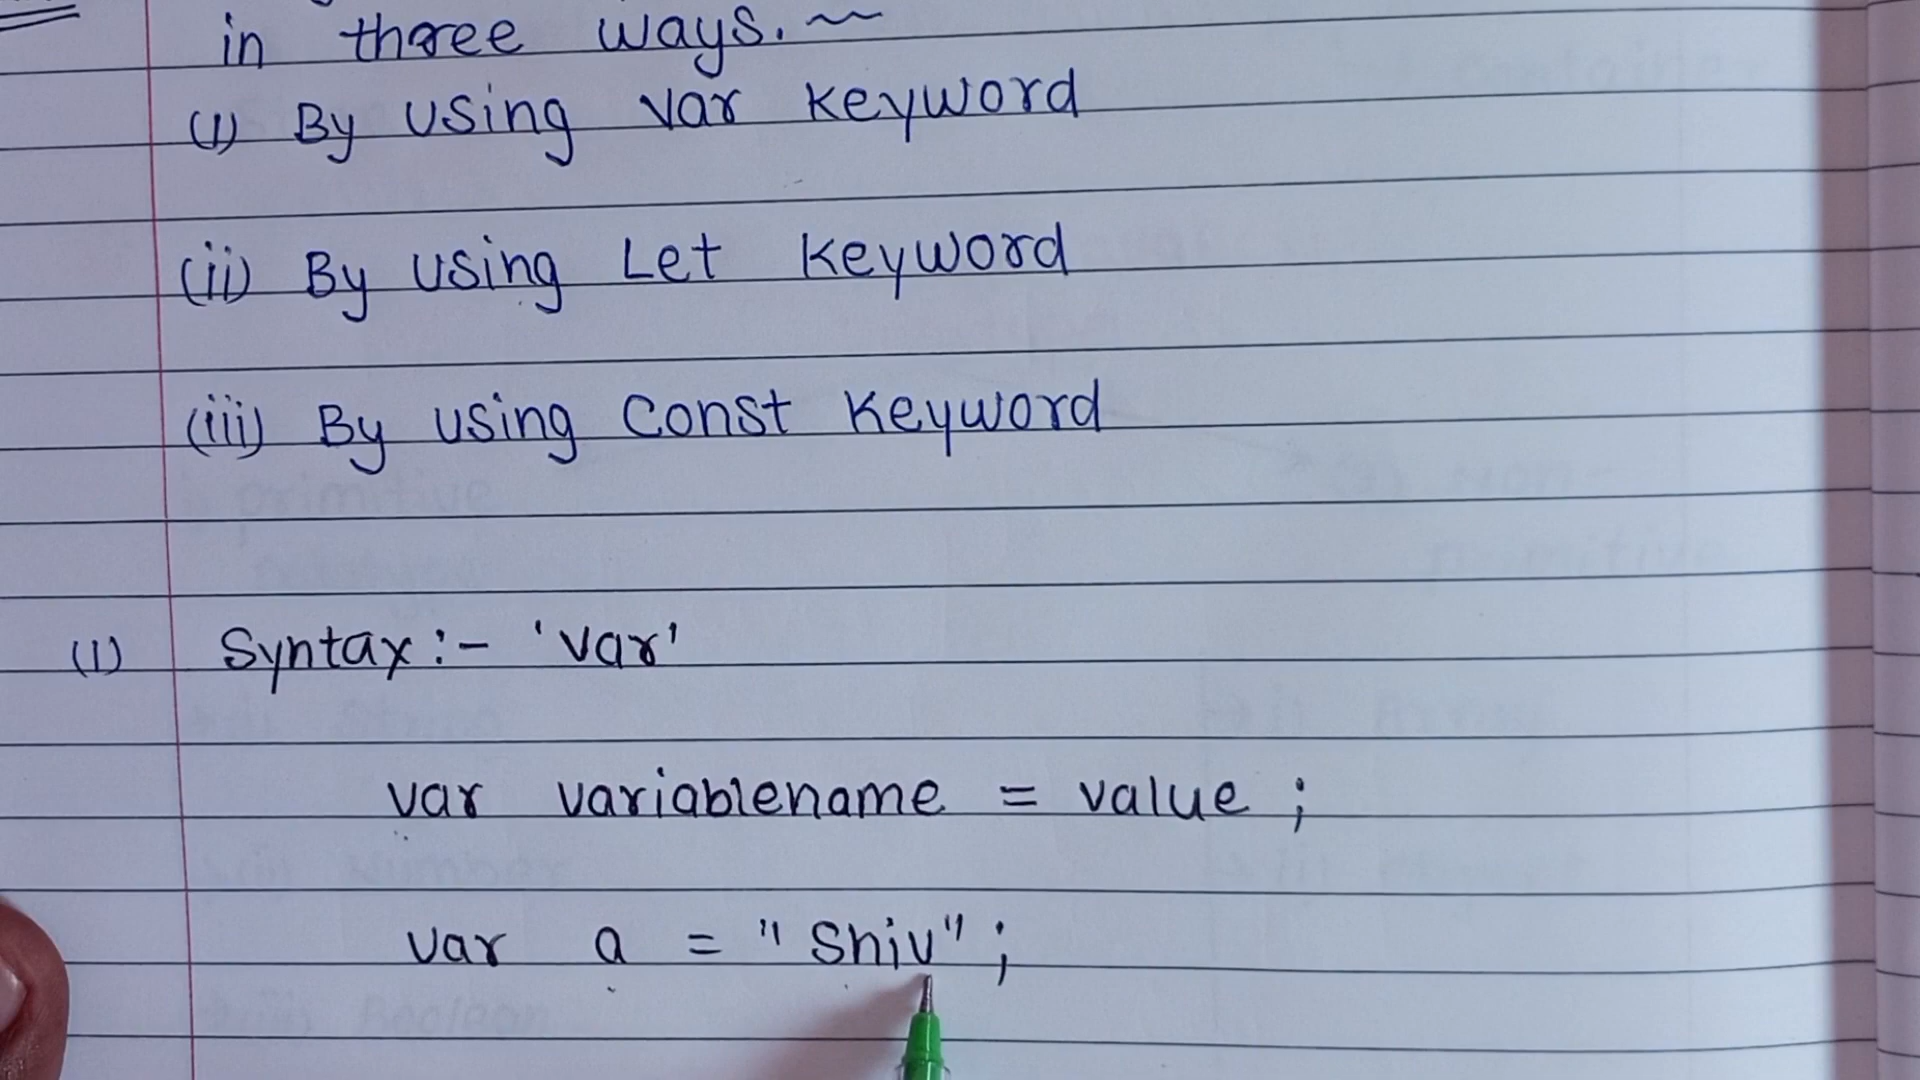 in three ways.
(i) By using var keyword
(ii) By using Let keyword
(iii) By using Const keyword
(1) Syntax:- 'var'
var variablename = value ;
var a = "Shiv" ;